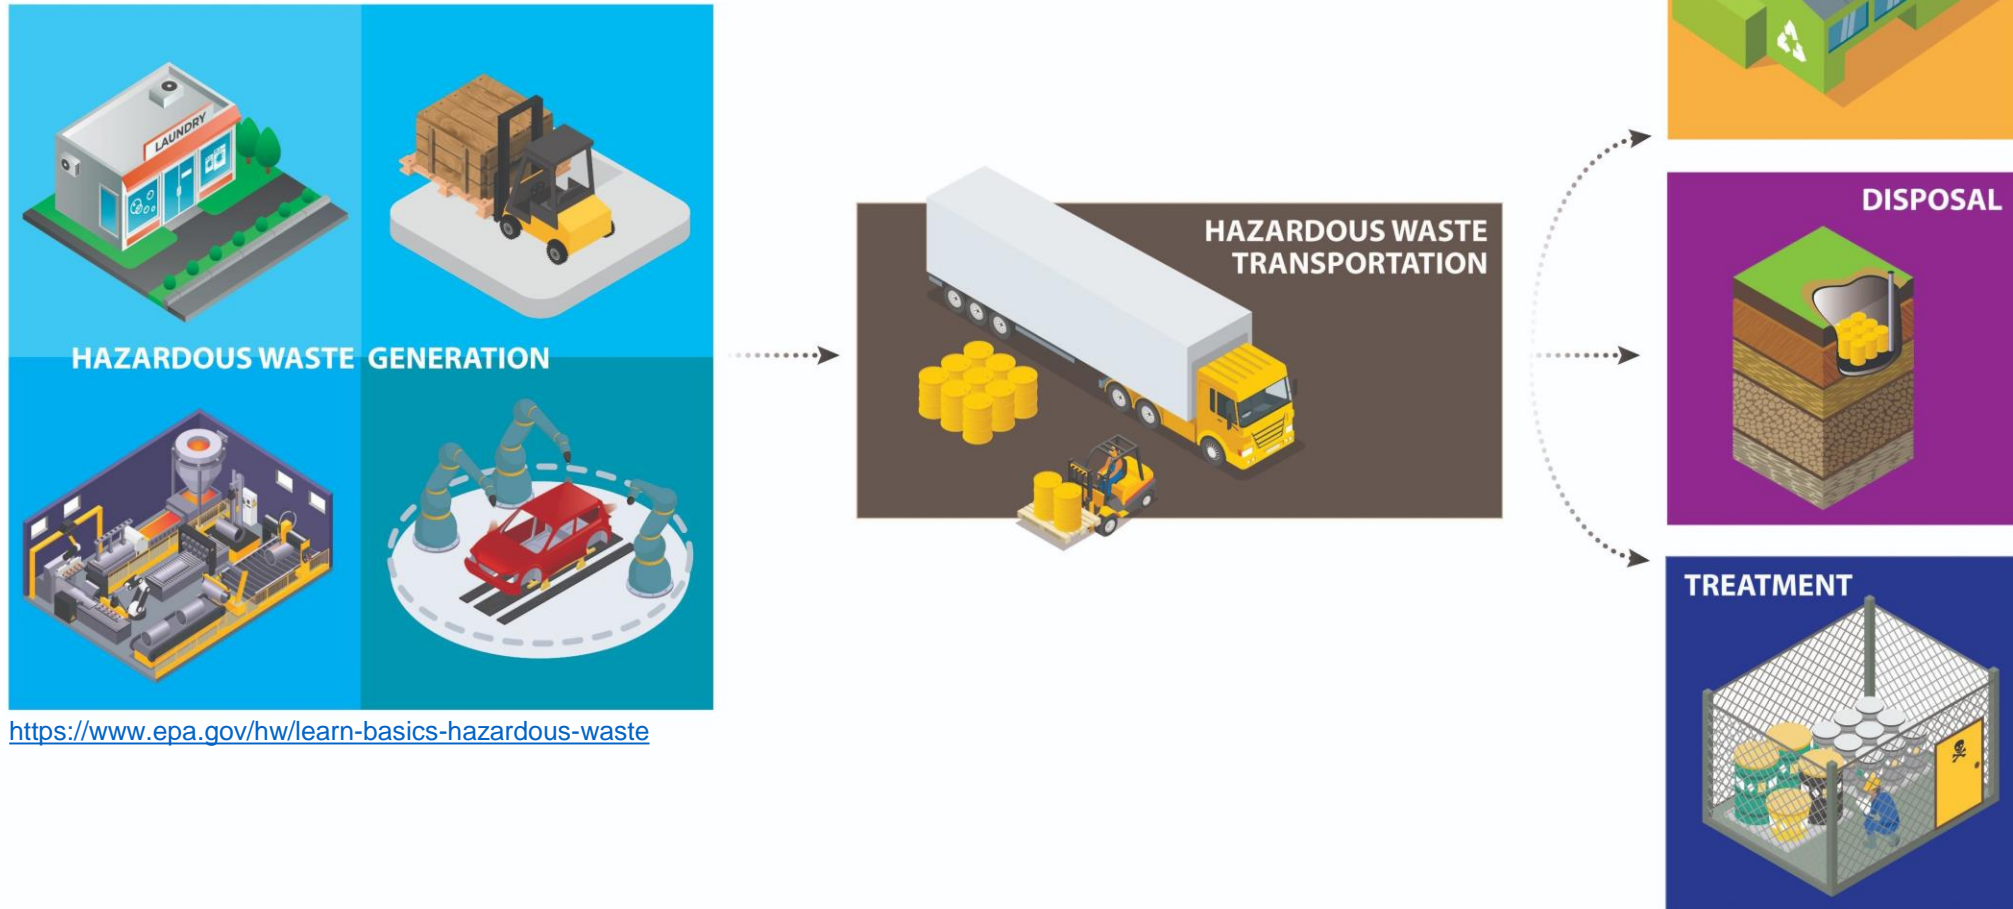 LAUNDRY
HAZARDOUS WASTE GENERATION
HAZARDOUS WASTE
TRANSPORTATION
DISPOSAL
TREATMENT
https://www.epa.gov/hw/learn-basics-hazardous-waste